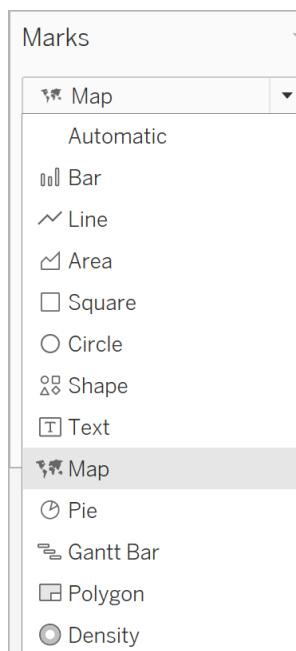 Marks
Map
Automatic
Bar
Line
Area
Square
Circle
Shape
T Text
Map
Pie
Gantt Bar
Polygon
Density